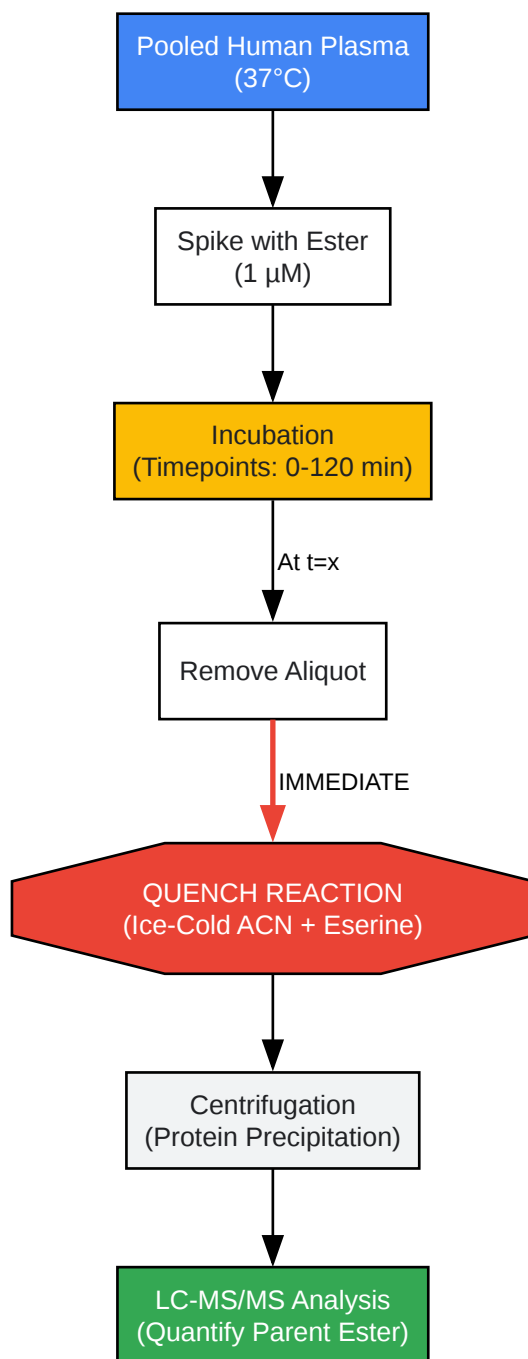 Pooled Human Plasma
(37°C)
Spike with Ester
(1 µM)
Incubation
(Timepoints: 0-120 min)
At t=x
Remove Aliquot
IMMEDIATE
QUENCH REACTION
(Ice-Cold ACN + Eserine)
Centrifugation
(Protein Precipitation)
LC-MS/MS Analysis
(Quantify Parent Ester)